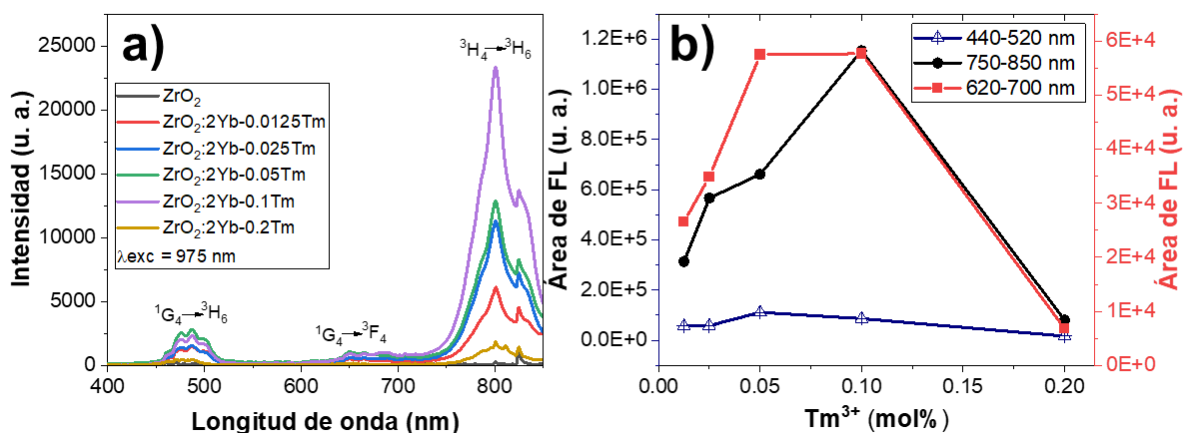 a)
Intensidad (u. a.)
25000
20000
15000
10000
5000
0
400
500
600
700
800
Longitud de onda (nm)
ZrO₂
ZrO₂:2Yb-0.0125Tm
ZrO₂:2Yb-0.025Tm
ZrO₂:2Yb-0.05Tm
ZrO₂:2Yb-0.1Tm
ZrO₂:2Yb-0.2Tm
λexc = 975 nm
¹G₄→³H₆
¹G₄→³F₄
³H₄→³H₆
b)
Área de FL (u. a.)
1.2E+6
1.0E+6
8.0E+5
6.0E+5
4.0E+5
2.0E+5
0.0E+0
0.00
0.05
0.10
0.15
0.20
Tm³⁺ (mol%)
440-520 nm
750-850 nm
620-700 nm
6E+4
5E+4
4E+4
3E+4
2E+4
1E+4
0E+0
Área de FL (u. a.)